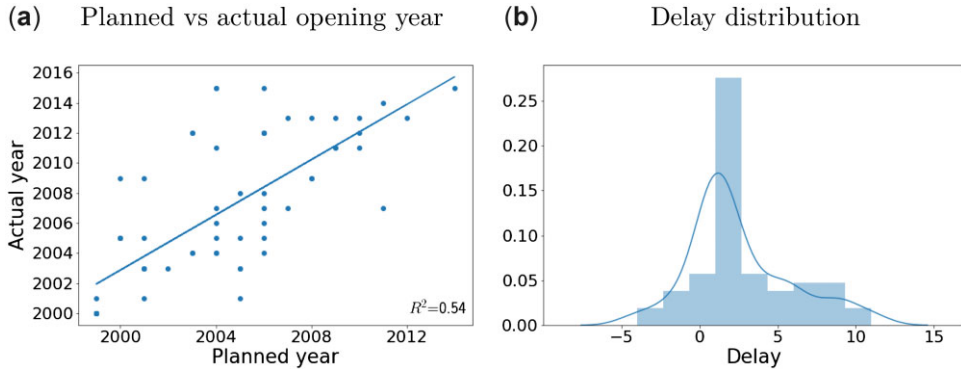 (a) Planned vs actual opening year
Actual year
2016
2014
2012
2010
2008
2006
2004
2002
2000
R²=0.54
2000 2004 2008 2012
Planned year
(b) Delay distribution
0.25
0.20
0.15
0.10
0.05
0.00
−5 0 5 10 15
Delay